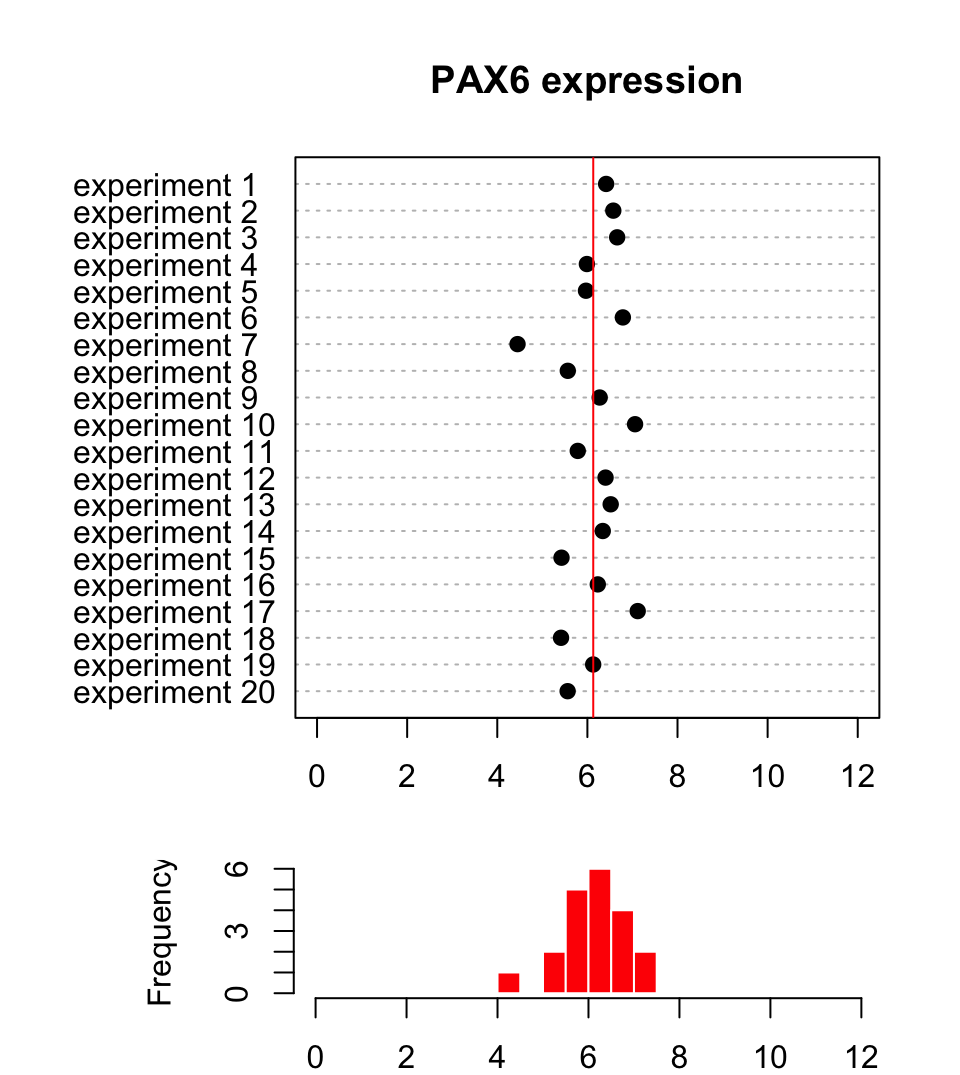 PAX6 expression
experiment 1
experiment 2
experiment 3
experiment 4
experiment 5
experiment 6
experiment 7
experiment 8
experiment 9
experiment 10
experiment 11
experiment 12
experiment 13
experiment 14
experiment 15
experiment 16
experiment 17
experiment 18
experiment 19
experiment 20
0 2 4 6 8 10 12
Frequency
6
3
0
0 2 4 6 8 10 12